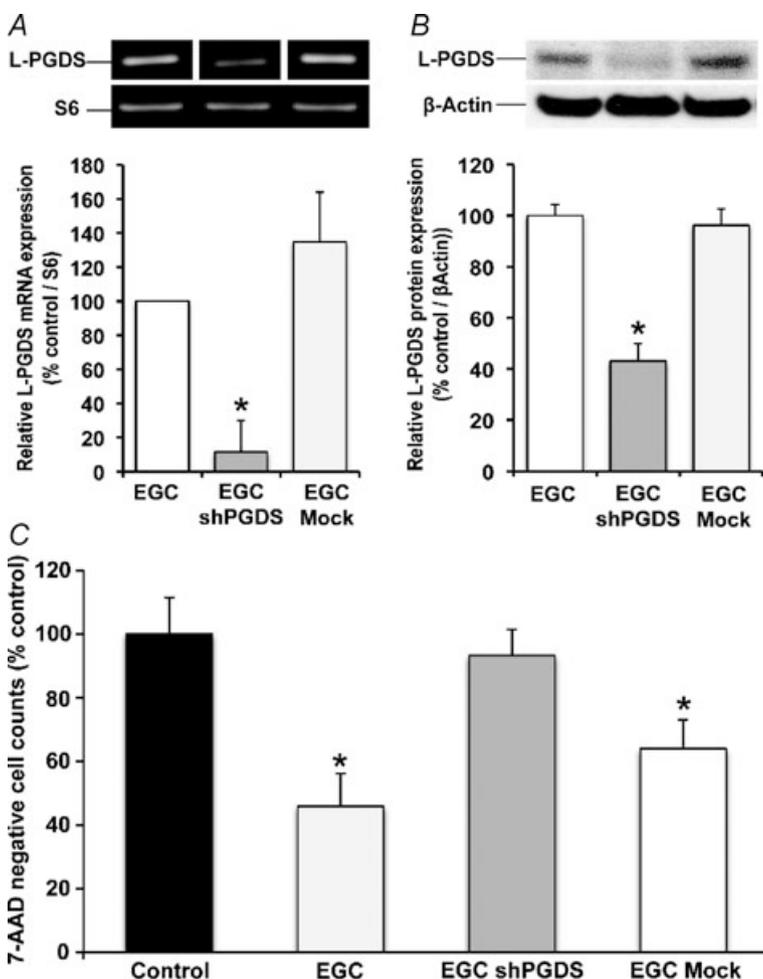 A
L-PGDS
S6
Relative L-PGDS mRNA expression
(% control / S6)
180
160
140
120
100
80
60
40
20
0
*
EGC
EGC
shPGDS
EGC
Mock
B
L-PGDS
β-Actin
Relative L-PGDS protein expression
(% control / βActin))
120
100
80
60
40
20
0
*
EGC
EGC
shPGDS
EGC
Mock
C
7-AAD negative cell counts (% control)
120
100
80
60
40
20
0
*
*
Control
EGC
EGC shPGDS
EGC Mock